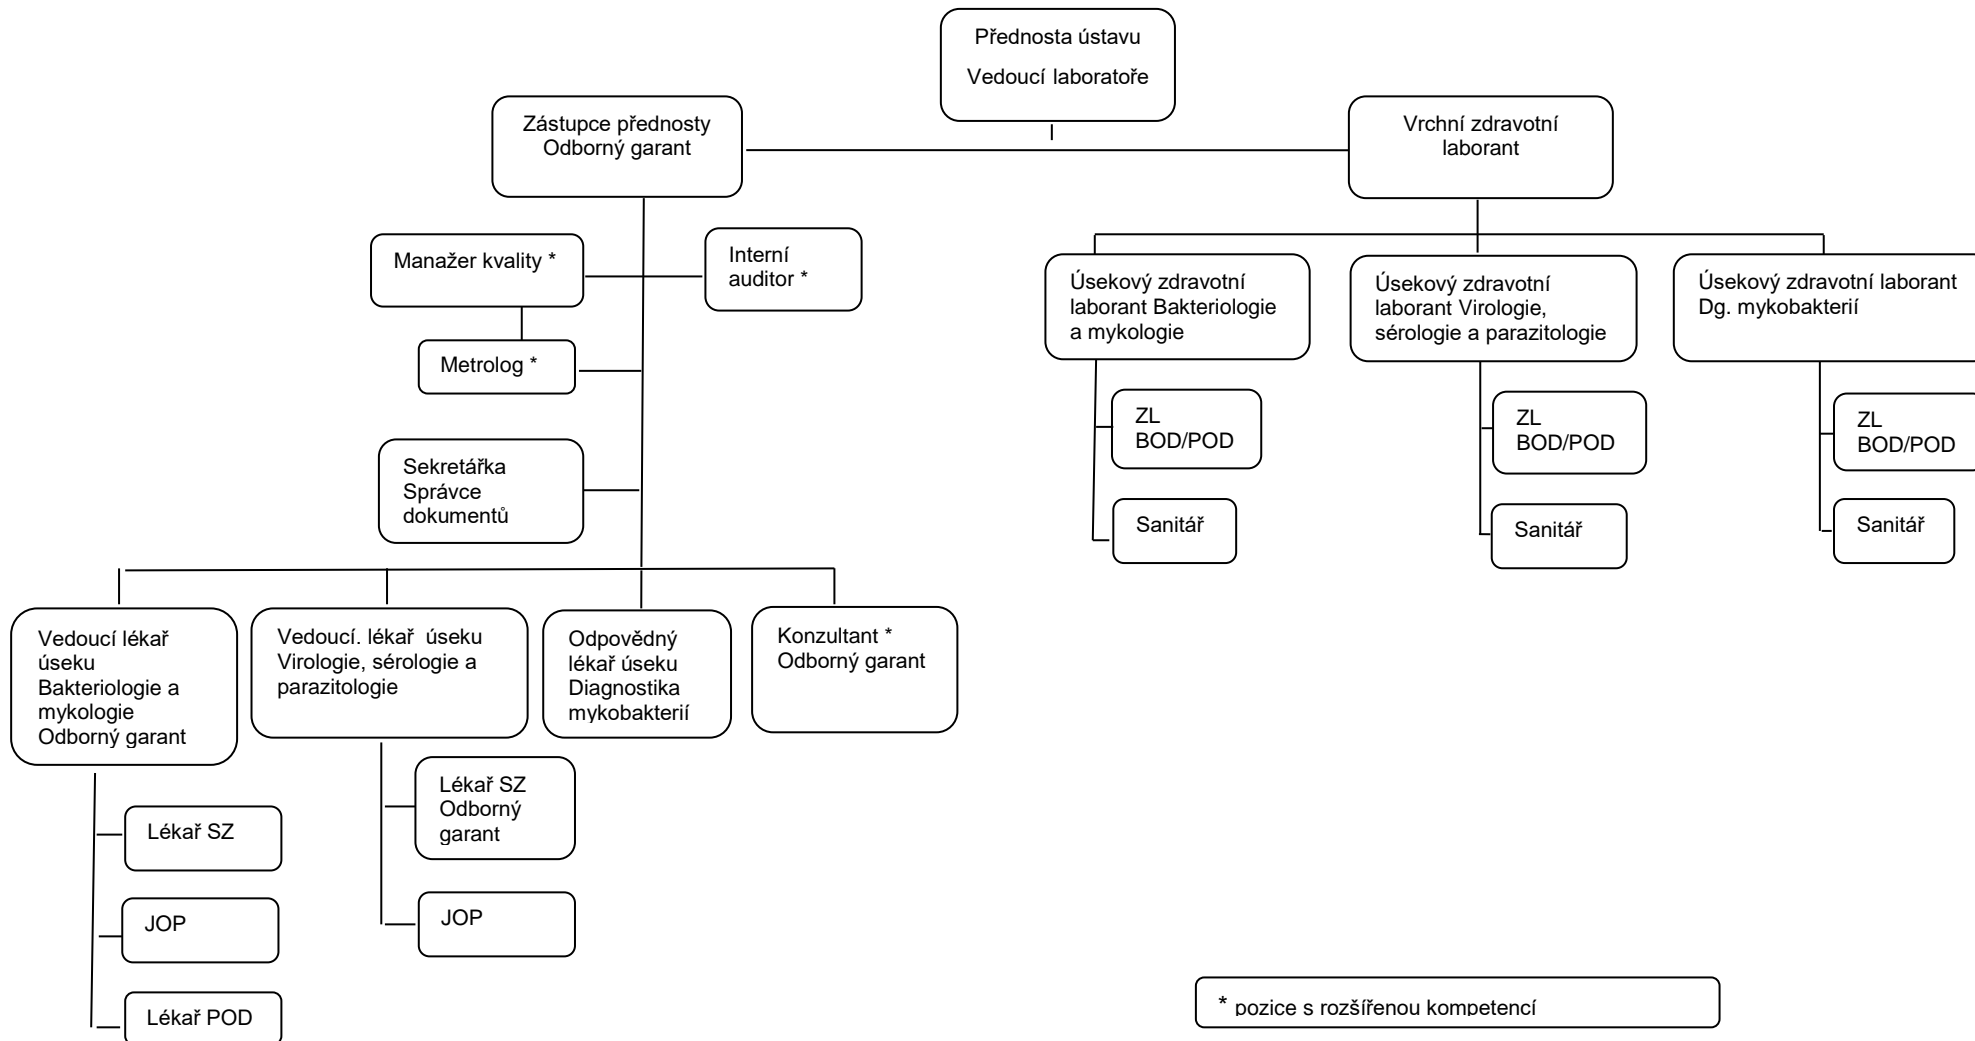 Přednosta ústavu
Vedoucí laboratoře
Zástupce přednosty
Odborný garant
Vrchní zdravotní
laborant
Manažer kvality *
Interní
auditor *
Metrolog *
Sekretářka
Správce
dokumentů
Úsekový zdravotní
laborant Bakteriologie
a mykologie
Úsekový zdravotní
laborant Virologie,
sérologie a parazitologie
Úsekový zdravotní laborant
Dg. mykobakterií
ZL
BOD/POD
ZL
BOD/POD
ZL
BOD/POD
Sanitář
Sanitář
Sanitář
Vedoucí lékař
úseku
Bakteriologie a
mykologie
Odborný garant
Vedoucí. lékař úseku
Virologie, sérologie a
parazitologie
Odpovědný
lékař úseku
Diagnostika
mykobakterií
Konzultant *
Odborný garant
Lékař SZ
JOP
Lékař POD
Lékař SZ
Odborný
garant
JOP
* pozice s rozšířenou kompetencí